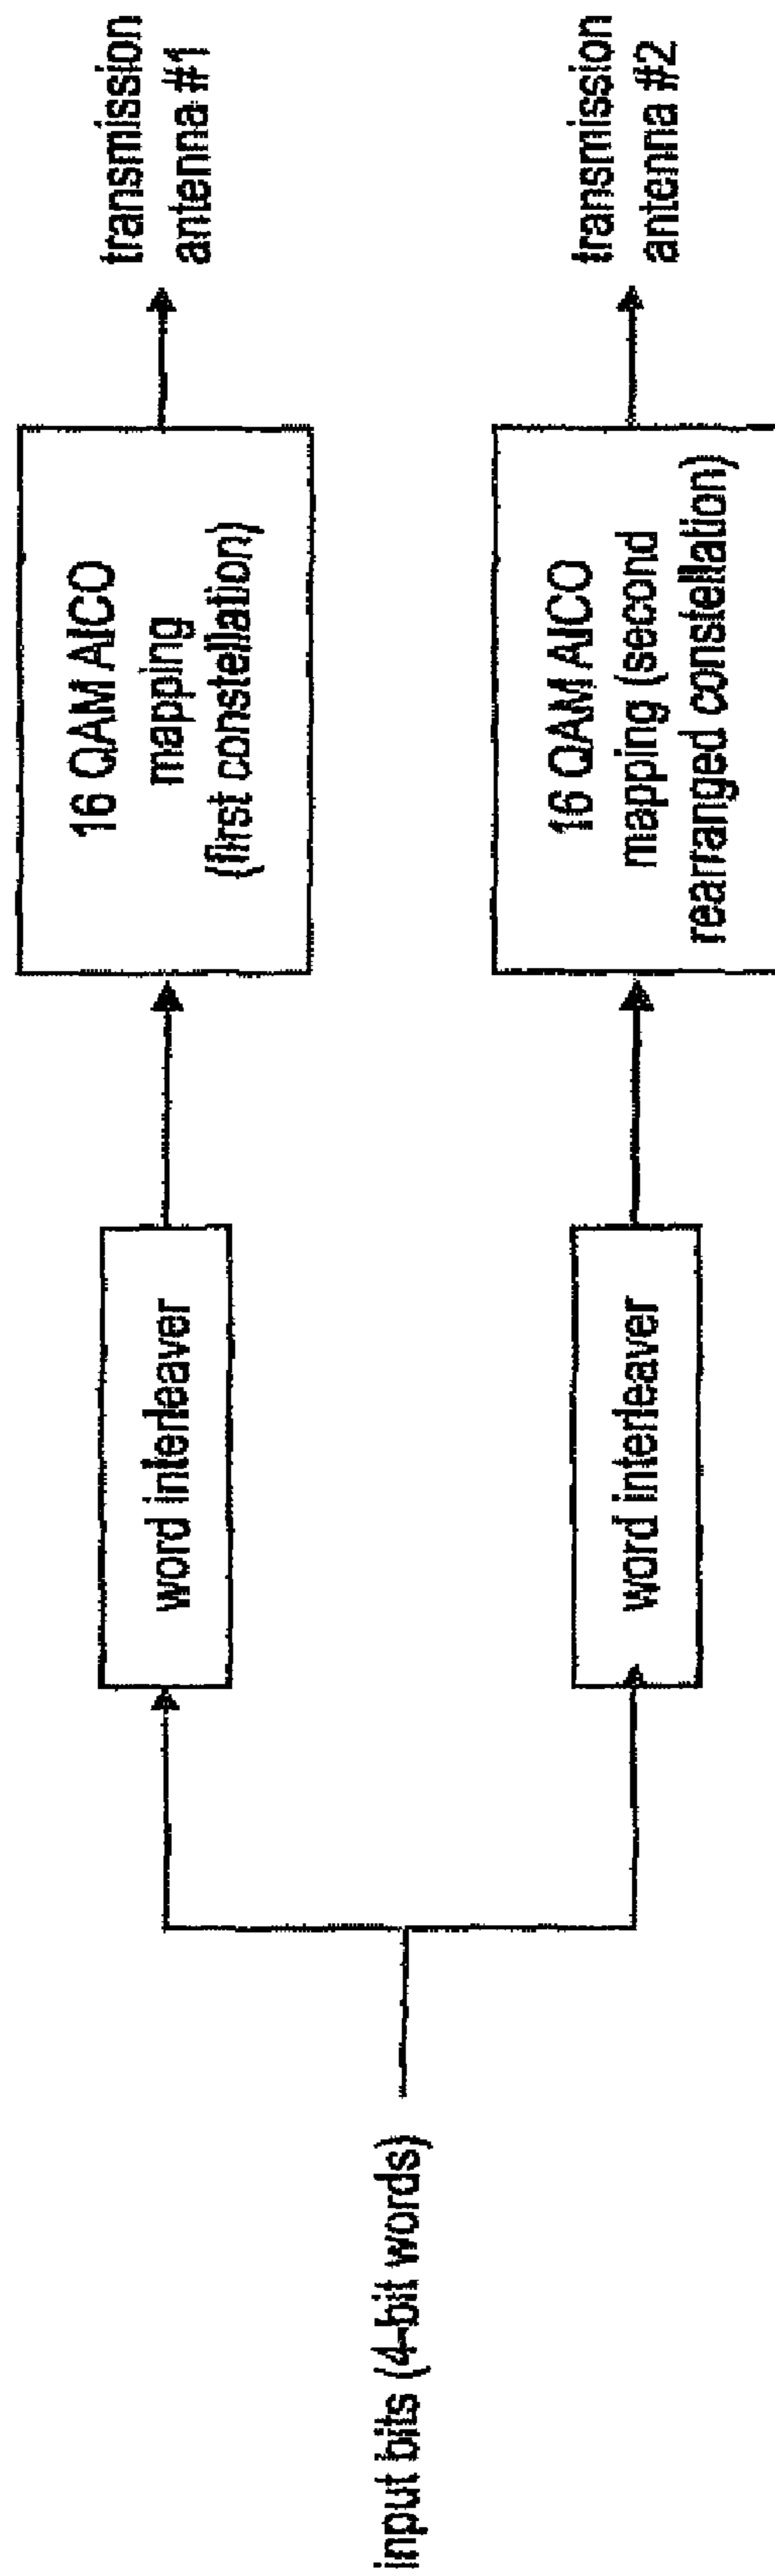 input bits (4-bit words)
word interleaver
16 QAM AICO
mapping
(first constellation)
transmission
antenna #1
word interleaver
16 QAM AICO
mapping (second
rearranged constellation)
transmission
antenna #2